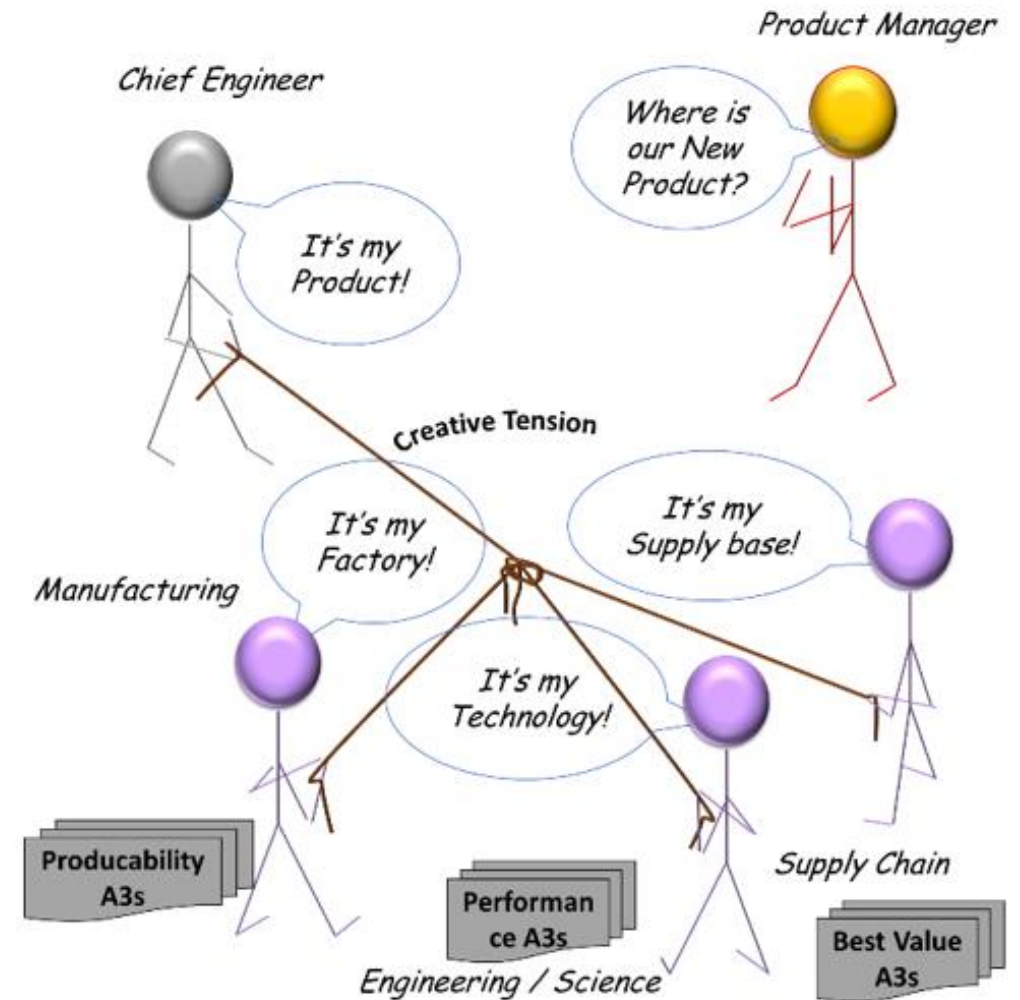 Product Manager
Chief Engineer
Where is
our New
Product?
It's my
Product!
Creative Tension
It's my
Factory!
It's my
Supply base!
Manufacturing
It's my
Technology!
Producability
A3s
Supply Chain
Performan
ce A3s
Best Value
A3s
Engineering / Science